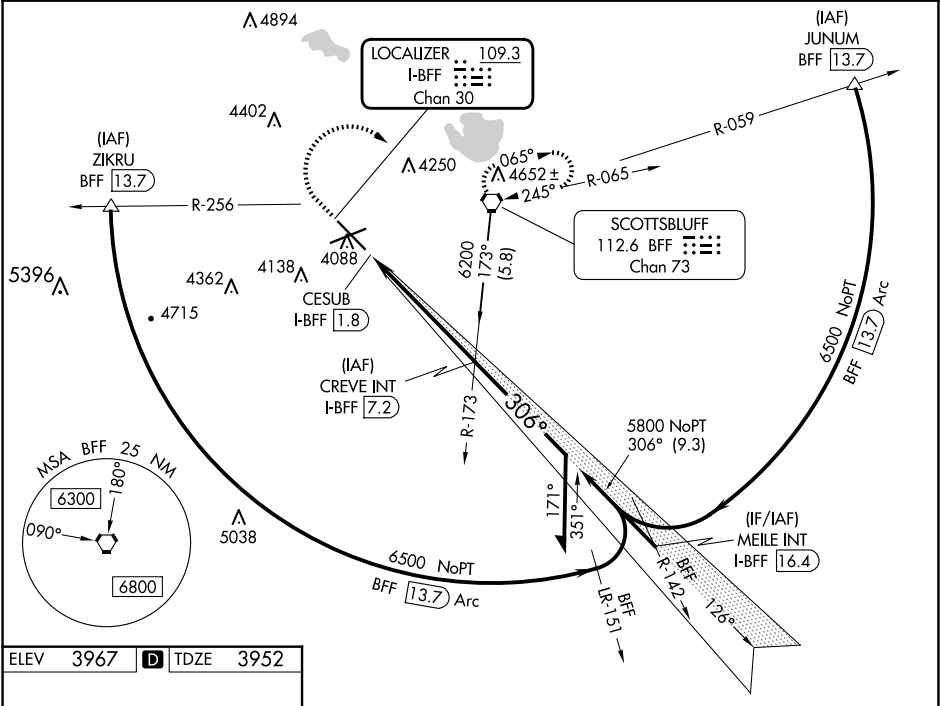 4894
LOCALIZER 109.3
I-BFF
Chan 30
(IAF)
JUNUM
BFF 13.7
4402
4250
R-059
065°
4652 ±
245°
R-065
(IAF)
ZIKRU
BFF 13.7
R-256
SCOTTSBLUFF
112.6 BFF
Chan 73
6200
173°
(5.8)
4088
4138
4362
5396
4715
CESUB
I-BFF 1.8
(IAF)
CREVE INT
I-BFF 7.2
R-173
306°
6500 NoPT
BFF 13.7 Arc
5800 NoPT
306° (9.3)
171°
351°
(IF/IAF)
MEILE INT
I-BFF 16.4
MSA BFF 25 NM
6300
180°
090°
6800
5038
6500 NoPT
BFF 13.7 Arc
BFF
LR-151
BFF
R-142
126°
ELEV 3967 D TDZE 3952